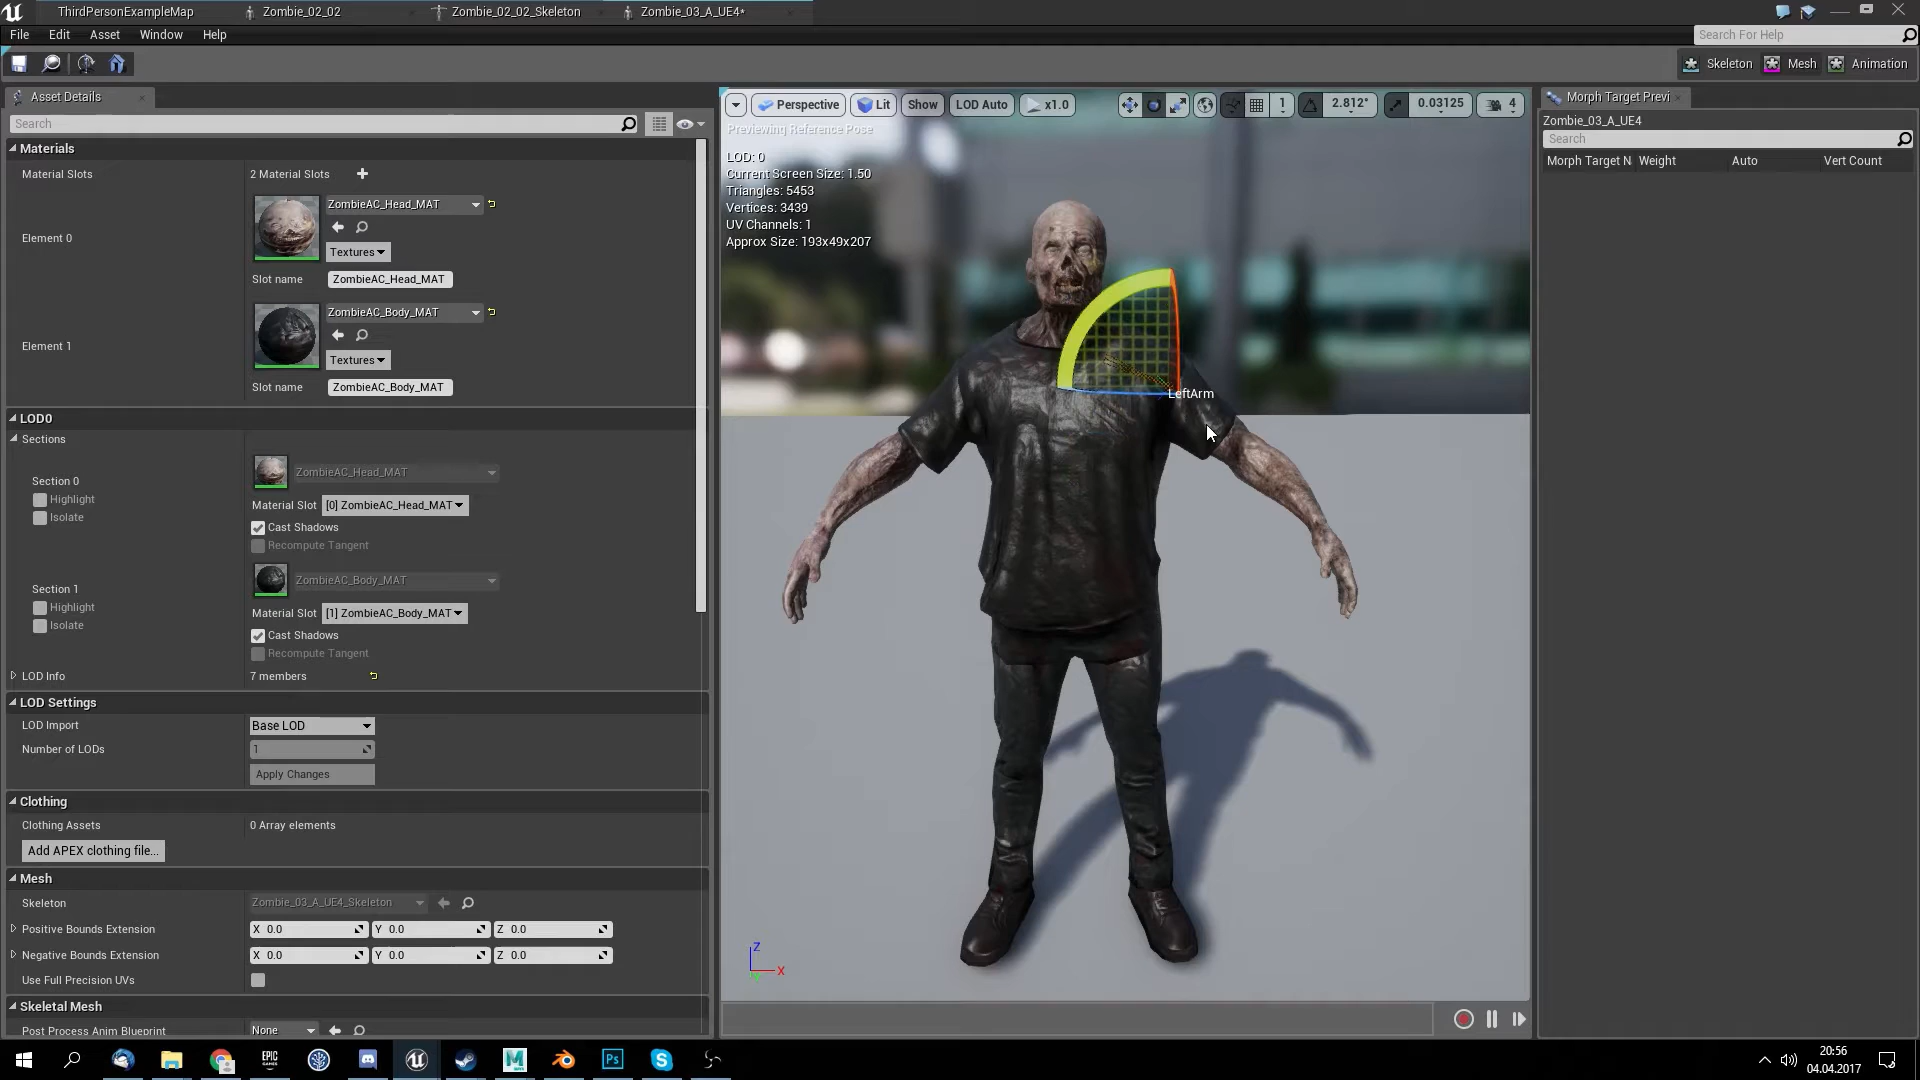 ThirdPersonExampleMap
Zombie_02_02
Zombie_02_02_Skeleton
Zombie_03_A_UE4*
File Edit Asset Window Help
Search For Help
Skeleton Mesh Animation
Asset Details
Search
Materials
Material Slots 2 Material Slots
Element 0
ZombieAC_Head_MAT
Textures
Slot name ZombieAC_Head_MAT
Element 1
ZombieAC_Body_MAT
Textures
Slot name ZombieAC_Body_MAT
LOD0
Sections
Section 0
Highlight
Isolate
ZombieAC_Head_MAT
Material Slot [0] ZombieAC_Head_MAT
Cast Shadows
Recompute Tangent
Section 1
Highlight
Isolate
ZombieAC_Body_MAT
Material Slot [1] ZombieAC_Body_MAT
Cast Shadows
Recompute Tangent
LOD Info 7 members
LOD Settings
LOD Import Base LOD
Number of LODs 1
Apply Changes
Clothing
Clothing Assets 0 Array elements
Add APEX clothing file...
Mesh
Skeleton Zombie_03_A_UE4_Skeleton
Positive Bounds Extension X 0.0 Y 0.0 Z 0.0
Negative Bounds Extension X 0.0 Y 0.0 Z 0.0
Use Full Precision UVs
Skeletal Mesh
Post Process Anim Blueprint None
Perspective Lit Show LOD Auto x1.0 1 2.812° 0.03125 4
Previewing Reference Pose
LOD: 0
Current Screen Size: 1.50
Triangles: 5453
Vertices: 3439
UV Channels: 1
Approx Size: 193x49x207
LeftArm
Z
X
Y
Morph Target Previ
Zombie_03_A_UE4
Search
Morph Target N Weight Auto Vert Count
EPIC GAMES
Ps
20:56
04.04.2017